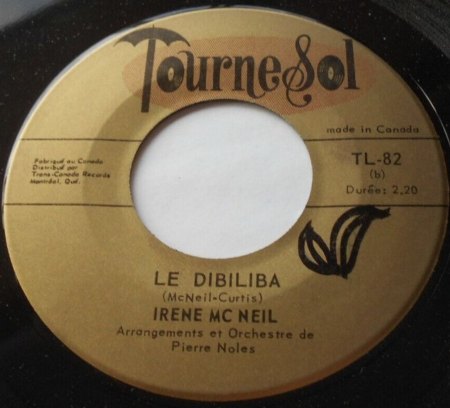 TourneSol
made in Canada
Fabriqué au Canada
Distribué par
Trans-Canada Records
Montréal, Qué.
TL-82
(b)
Durée: 2.20
LE DIBILIBA
(McNeil-Curtis)
IRENE MC NEIL
Arrangements et Orchestre de
Pierre Noles